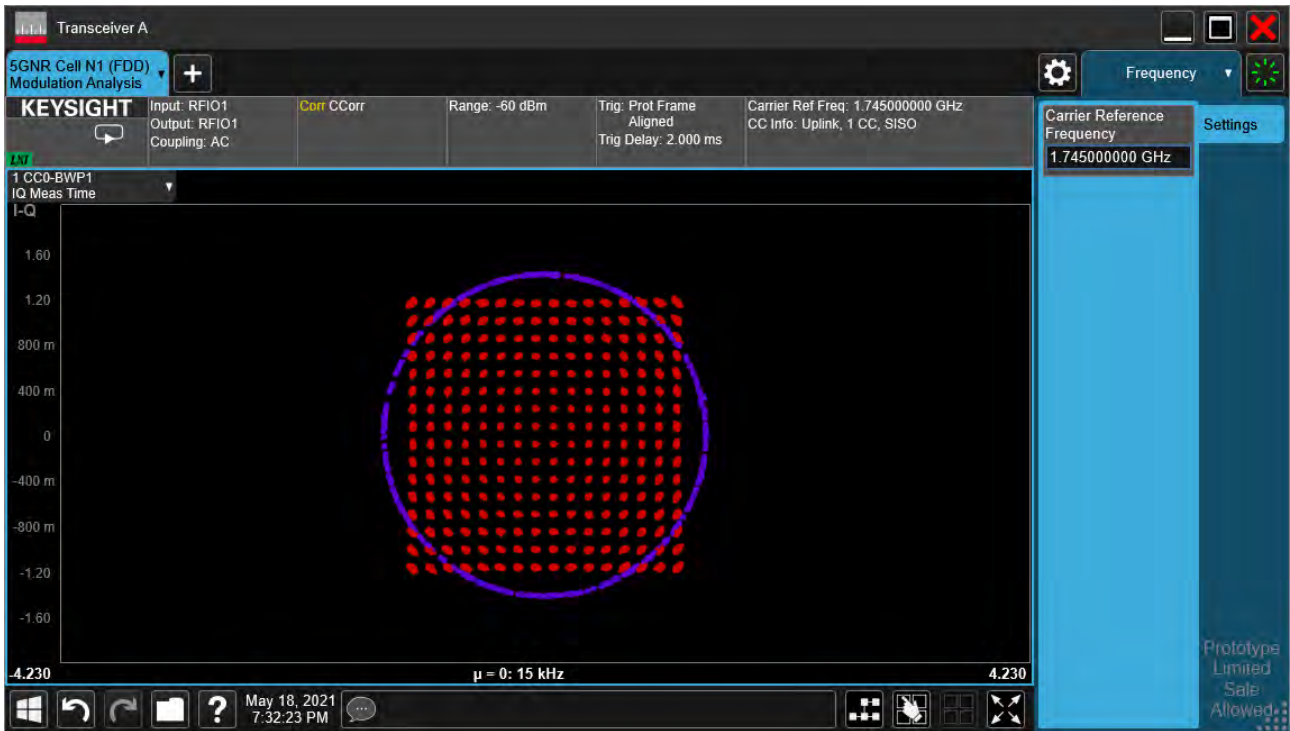 Transceiver A
5GNR Cell N1 (FDD)
Modulation Analysis
+
Frequency
KEYSIGHT
LXI
Input: RFIO1
Output: RFIO1
Coupling: AC
Corr CCorr
Range: -60 dBm
Trig: Prot Frame
Aligned
Trig Delay: 2.000 ms
Carrier Ref Freq: 1.745000000 GHz
CC Info: Uplink, 1 CC, SISO
Carrier Reference
Frequency
1.745000000 GHz
Settings
1 CC0-BWP1
IQ Meas Time
I-Q
1.60
1.20
800 m
400 m
0
-400 m
-800 m
-1.20
-1.60
-4.230
μ = 0: 15 kHz
4.230
Prototype
Limited
Sale
Allowed
?
May 18, 2021
7:32:23 PM